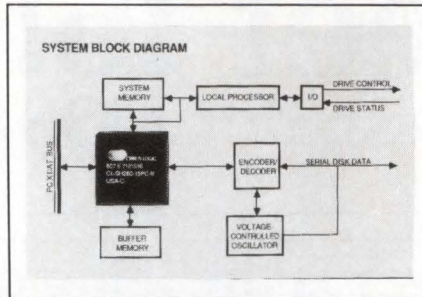 SYSTEM BLOCK DIAGRAM
SYSTEM
MEMORY
LOCAL PROCESSOR
I/O
DRIVE CONTROL
DRIVE STATUS
PC XT/AT BUS
USA-C
ENCODER/
DECODER
SERIAL DISK DATA
BUFFER
MEMORY
VOLTAGE-
CONTROLLED
OSCILLATOR